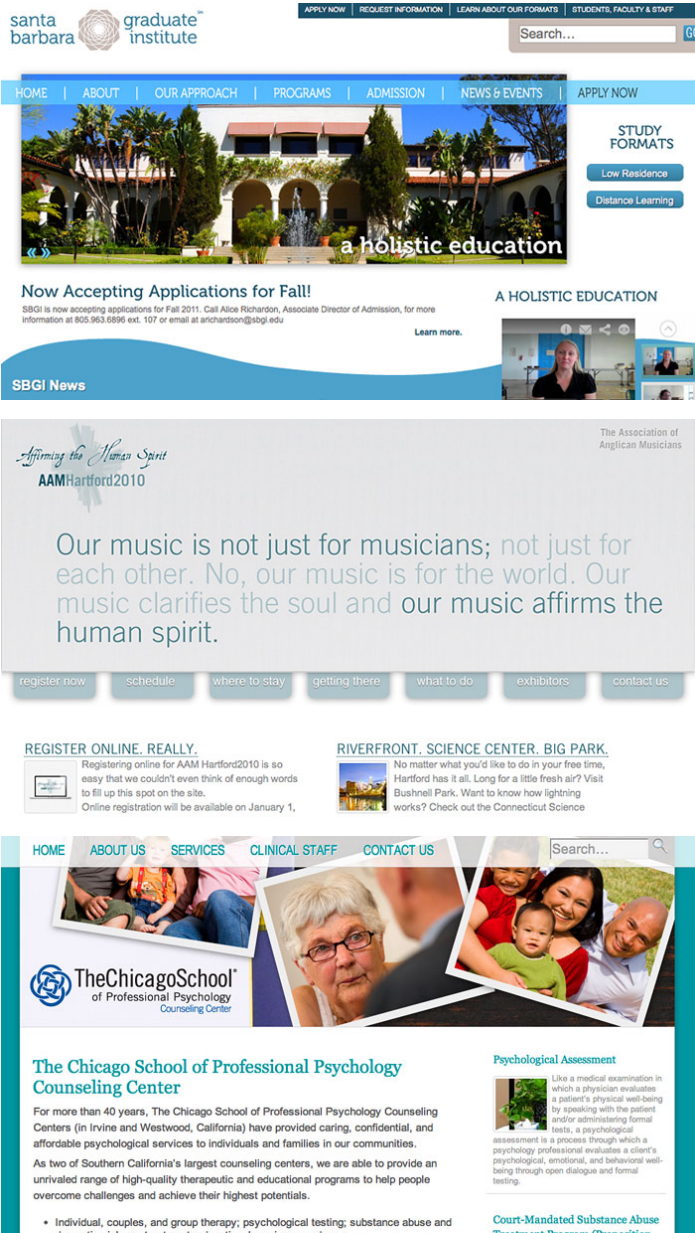 santa barbara graduate institute
APPLY NOW | REQUEST INFORMATION | LEARN ABOUT OUR FORMATS | STUDENTS, FACULTY & STAFF
Search... GO
HOME | ABOUT | OUR APPROACH | PROGRAMS | ADMISSION | NEWS & EVENTS | APPLY NOW
STUDY
FORMATS
Low Residence
Distance Learning
a holistic education
Now Accepting Applications for Fall!
SBGI is now accepting applications for Fall 2011. Call Alice Richardon, Associate Director of Admission, for more
information at 805.963.6896 ext. 107 or email at arichardson@sbgi.edu
Learn more.
A HOLISTIC EDUCATION
SBGI News
Affirming the Human Spirit
AAMHartford2010
The Association of
Anglican Musicians
Our music is not just for musicians; not just for
each other. No, our music is for the world. Our
music clarifies the soul and our music affirms the
human spirit.
register now schedule where to stay getting there what to do exhibitors contact us
REGISTER ONLINE. REALLY.
Registering online for AAM Hartford2010 is so
easy that we couldn't even think of enough words
to fill up this spot on the site.
Online registration will be available on January 1,
RIVERFRONT. SCIENCE CENTER. BIG PARK.
No matter what you'd like to do in your free time,
Hartford has it all. Long for a little fresh air? Visit
Bushnell Park. Want to know how lightning
works? Check out the Connecticut Science
HOME ABOUT US SERVICES CLINICAL STAFF CONTACT US
Search...
TheChicagoSchool
of Professional Psychology
Counseling Center
The Chicago School of Professional Psychology
Counseling Center
For more than 40 years, The Chicago School of Professional Psychology Counseling
Centers (in Irvine and Westwood, California) have provided caring, confidential, and
affordable psychological services to individuals and families in our communities.
As two of Southern California's largest counseling centers, we are able to provide an
unrivaled range of high-quality therapeutic and educational programs to help people
overcome challenges and achieve their highest potentials.
• Individual, couples, and group therapy; psychological testing; substance abuse and
Psychological Assessment
Like a medical examination in
which a physician evaluates
a patient's physical well-being
by speaking with the patient
and/or administering formal
tests, a psychological
assessment is a process through which a
psychology professional evaluates a client's
psychological, emotional, and behavioral well-
being through open dialogue and formal
testing.
Court-Mandated Substance Abuse
Treatment Program (Proposition